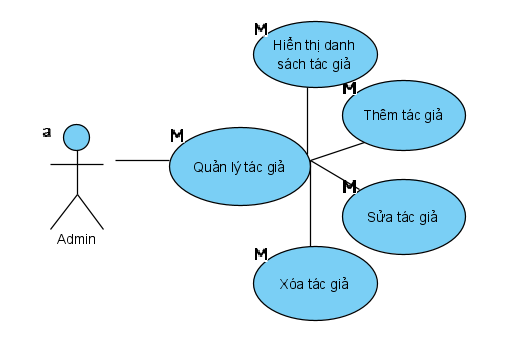 M
Hiển thị danh
sách tác giả
M
Thêm tác giả
a
M
Quản lý tác giả
M
Sửa tác giả
Admin
M
Xóa tác giả